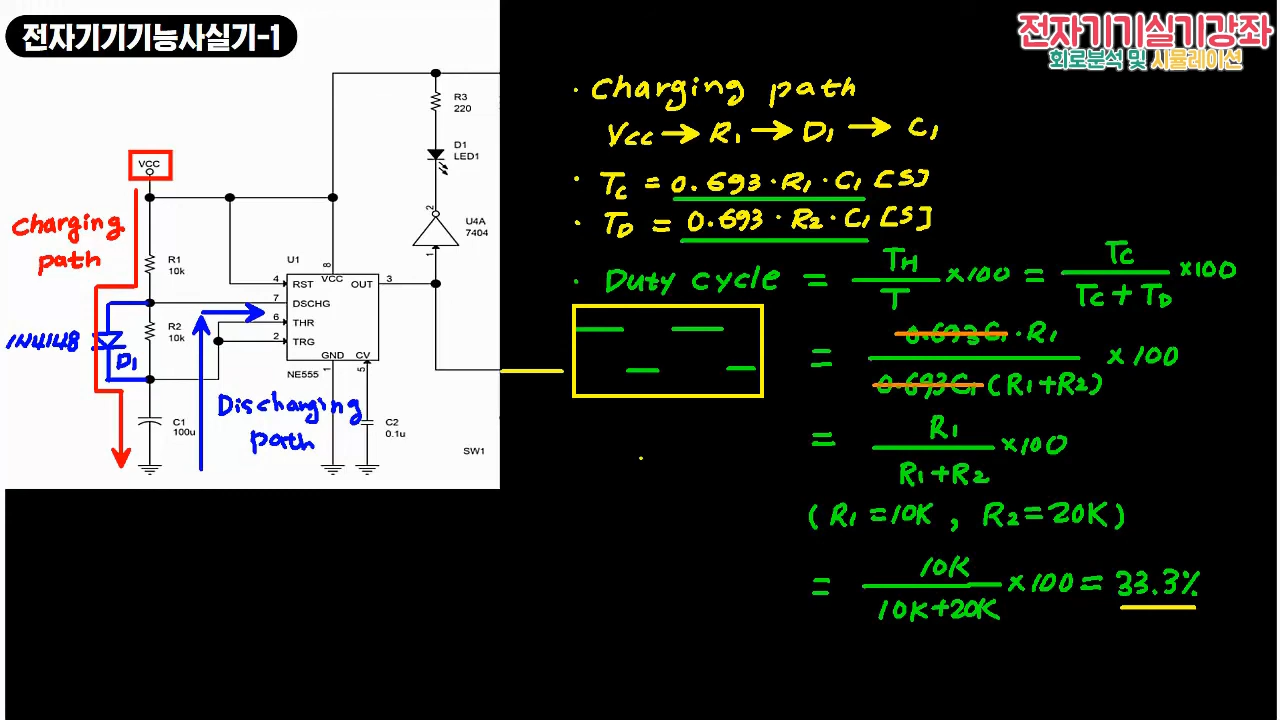 전자기기기능사실기-1
전자기기실기강좌
회로분석 및 시뮬레이션
R3
220
D1
LED1
VCC
2
U4A
7404
1
Charging
path
R1
10k
U1
8
VCC
4
RST
OUT
3
7
DSCHG
6
THR
2
TRG
R2
10k
1N4148
D1
GND
CV
NE555
1
5
Discharging
path
C1
100u
C2
0.1u
SW1
· Charging path
Vcc → R1 → D1 → C1
· Tc = 0.693·R1·C1 [S]
· TD = 0.693·R2·C1 [S]
· Duty cycle = TH/T ×100 = Tc/(Tc+TD) ×100
= 0.693C1·R1 / 0.693C1(R1+R2) ×100
= R1/(R1+R2) ×100
(R1=10K, R2=20K)
= 10K/(10K+20K) ×100 = 33.3%